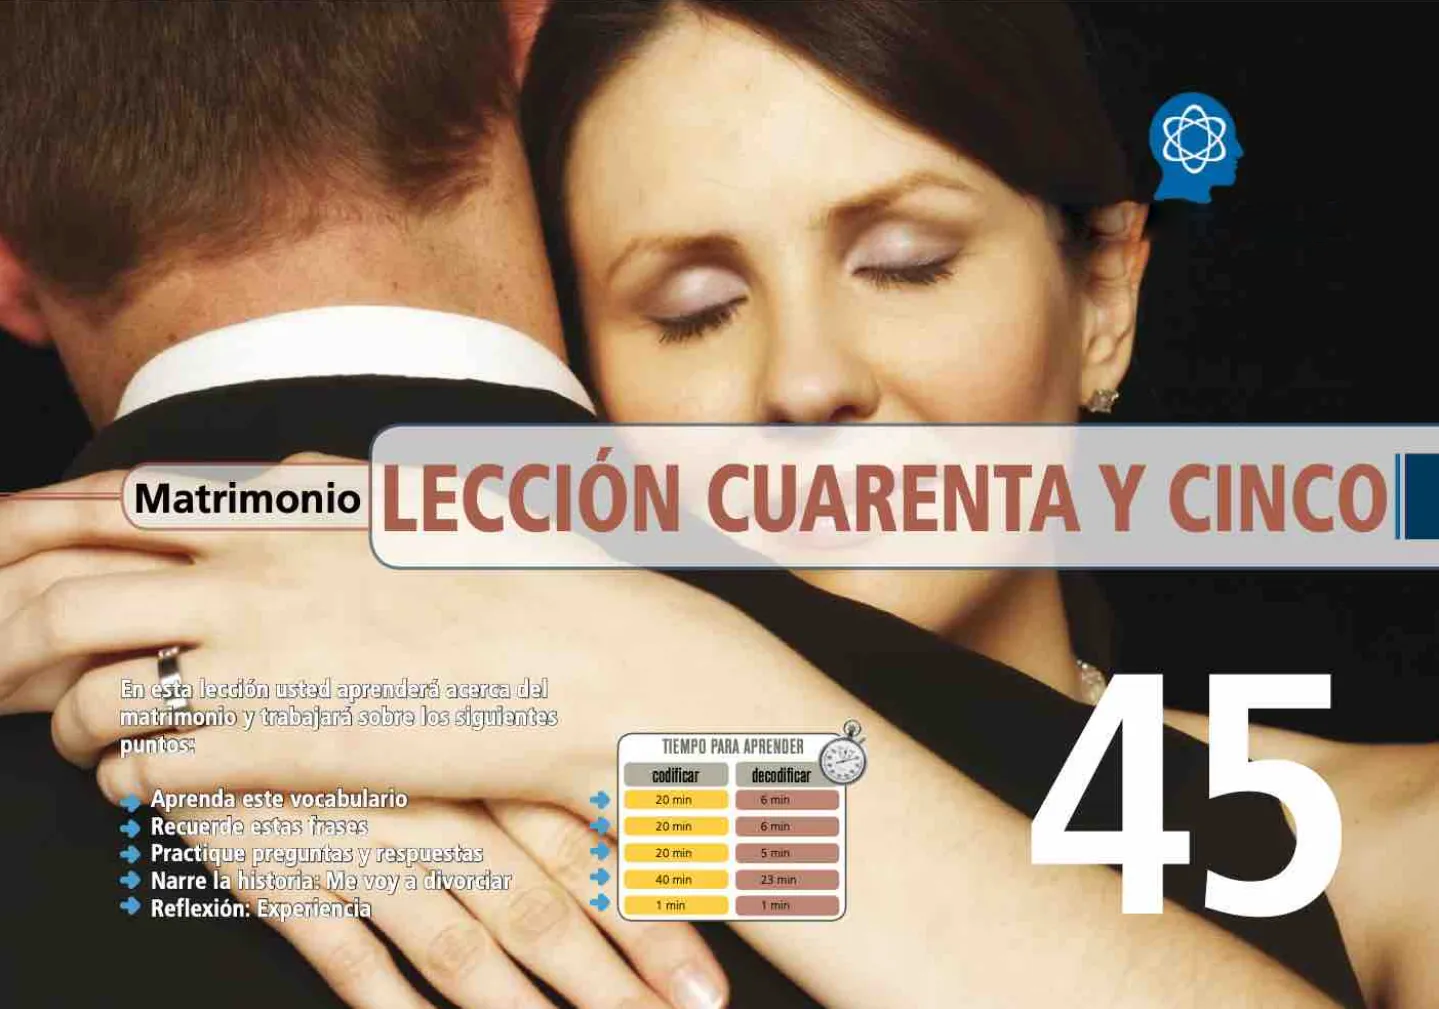 Matrimonio
LECCIÓN CUARENTA Y CINCO
En esta lección usted aprenderá acerca del
matrimonio y trabajará sobre los siguientes
puntos:
Aprenda este vocabulario
Recuerde estas frases
Practique preguntas y respuestas
Narre la historia: Me voy a divorciar
Reflexión: Experiencia
TIEMPO PARA APRENDER
codificar decodificar
20 min 6 min
20 min 6 min
20 min 5 min
40 min 23 min
1 min 1 min
45